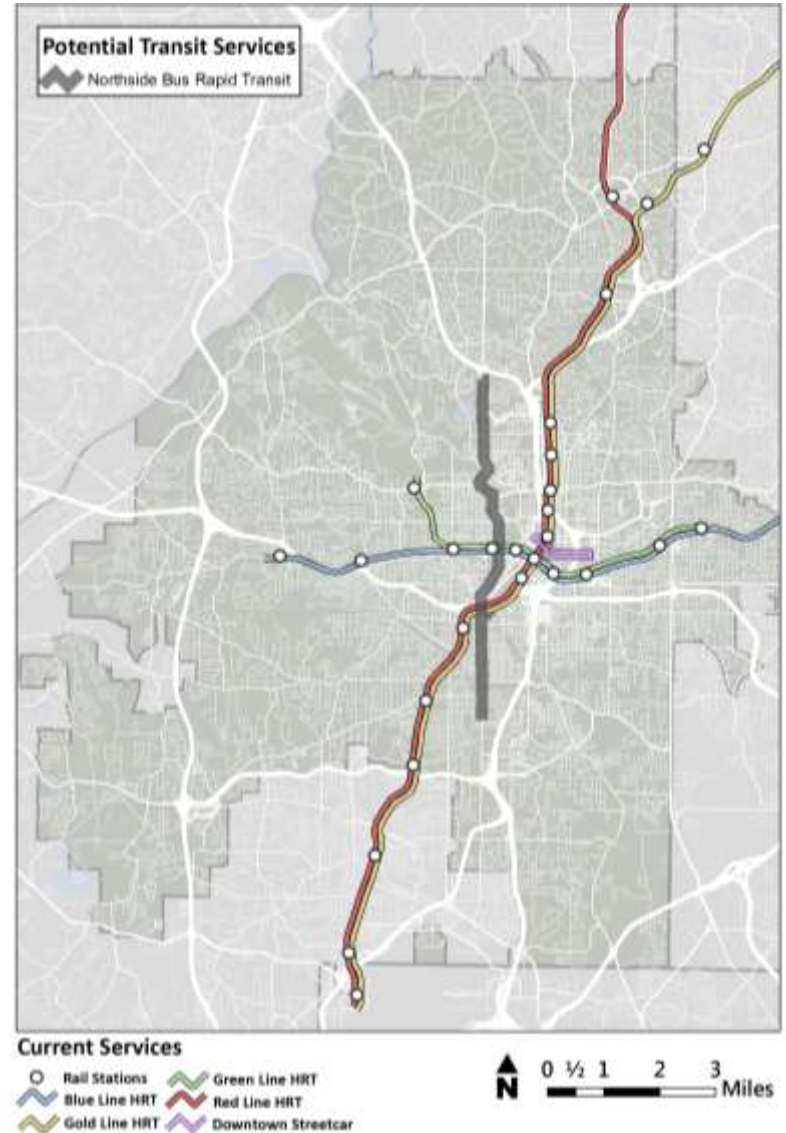 Potential Transit Services
Northside Bus Rapid Transit
Current Services
Rail Stations
Green Line HRT
Blue Line HRT
Red Line HRT
Gold Line HRT
Downtown Streetcar
N
0 ½ 1 2 3
Miles